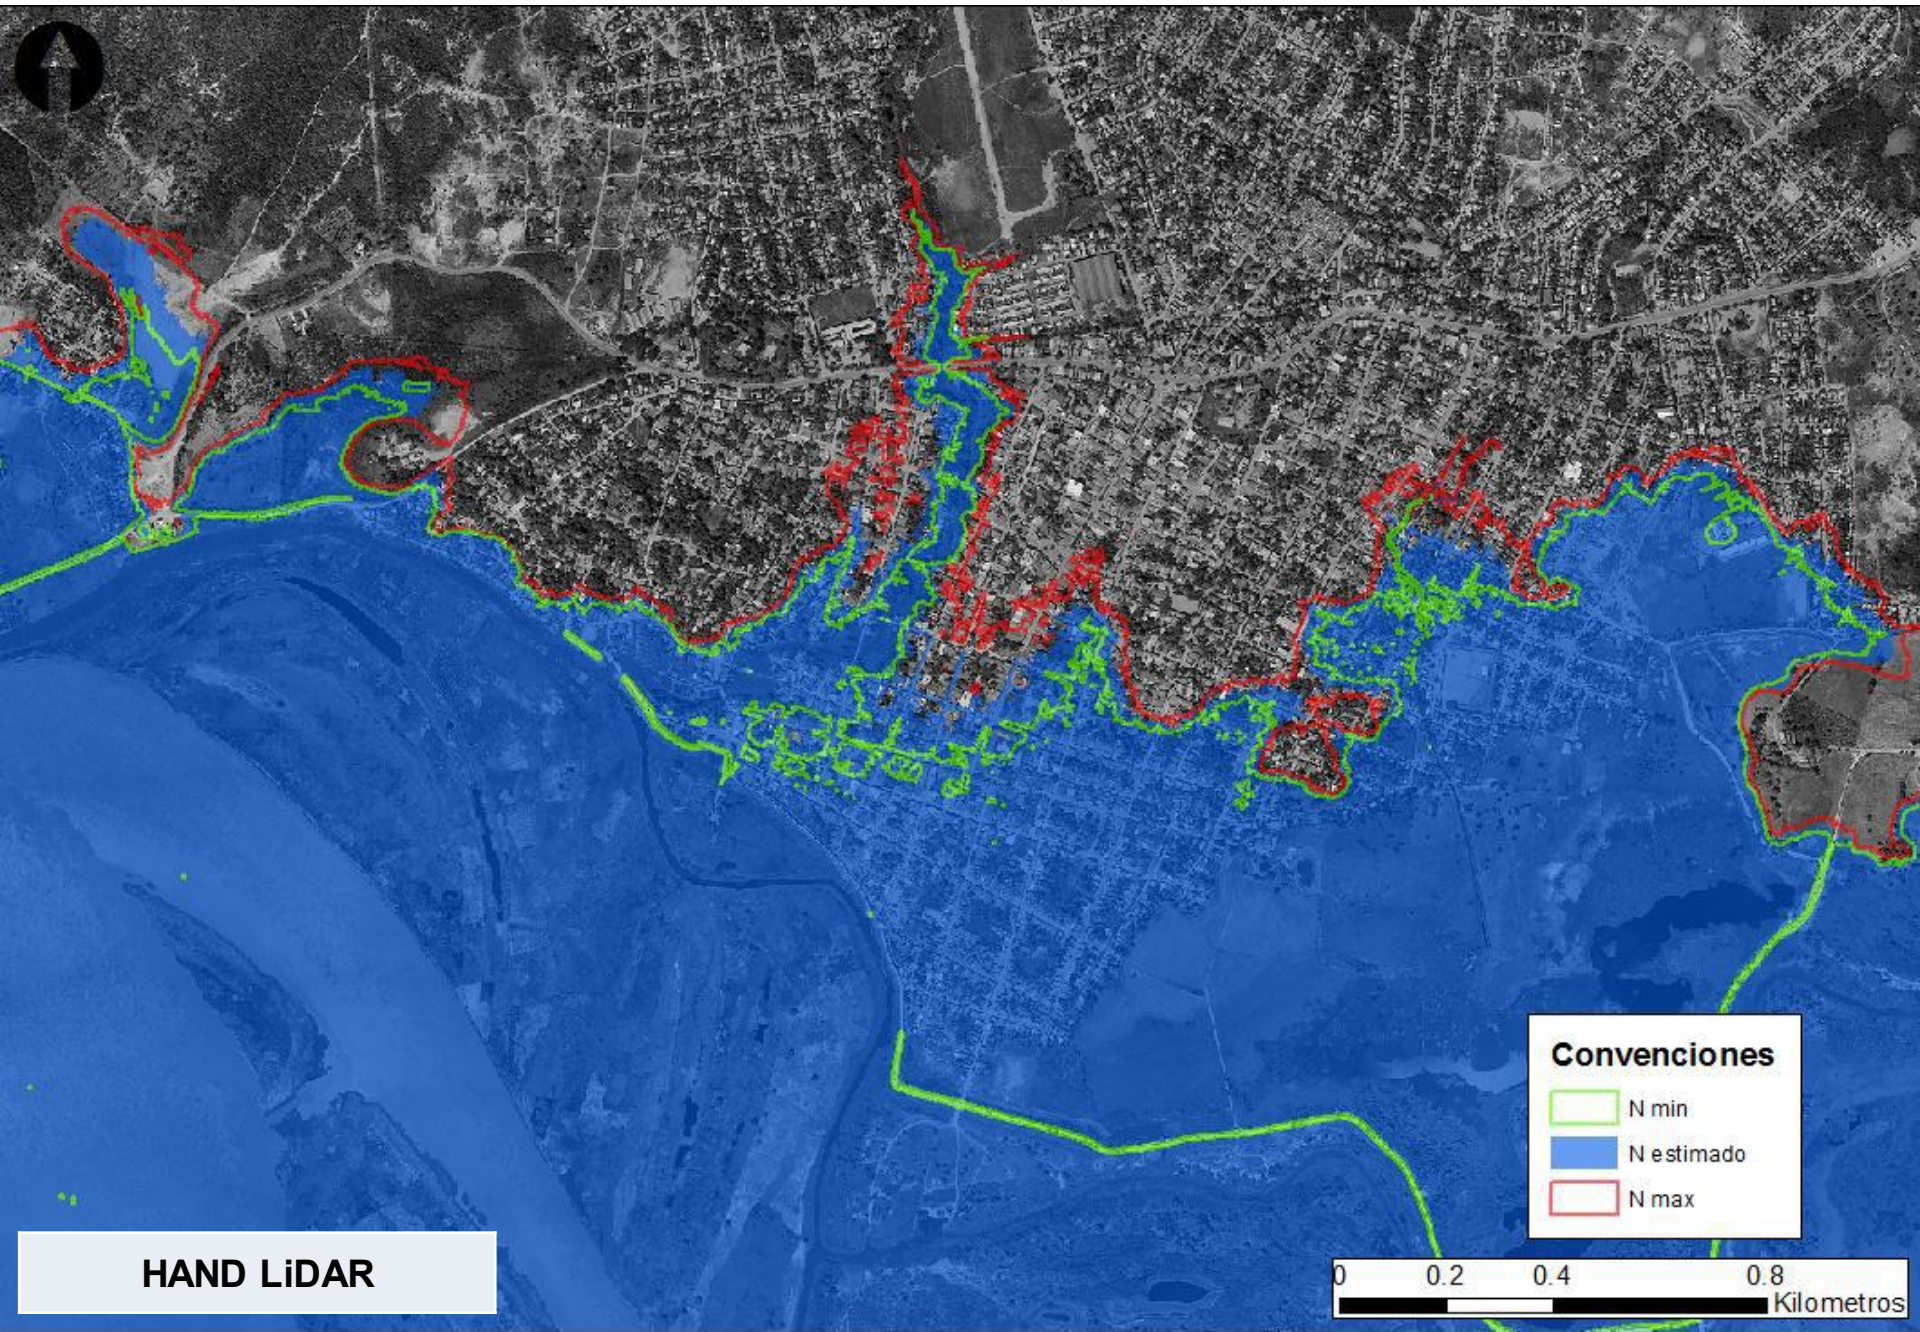 Convenciones
N min
N estimado
N max
HAND LiDAR
0 0.2 0.4 0.8
Kilometros